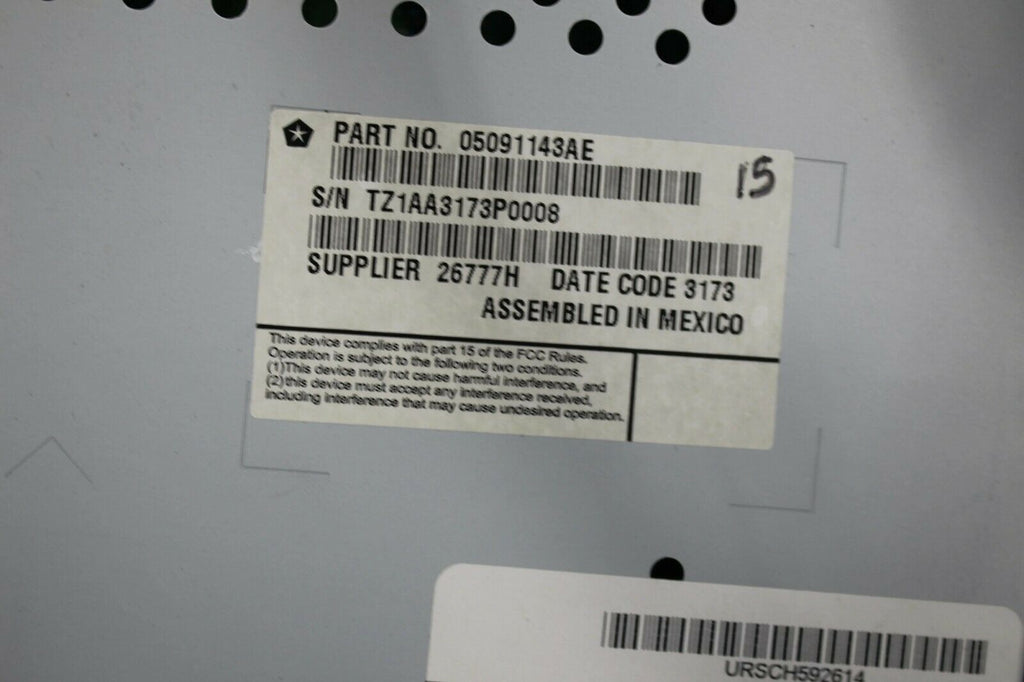 PART NO. 05091143AE
15
S/N TZ1AA3173P0008
SUPPLIER 26777H DATE CODE 3173
ASSEMBLED IN MEXICO
This device complies with part 15 of the FCC Rules.
Operation is subject to the following two conditions.
(1)This device may not cause harmful interference, and
(2)this device must accept any interference received,
including interference that may cause undesired operation.
URSCH592614